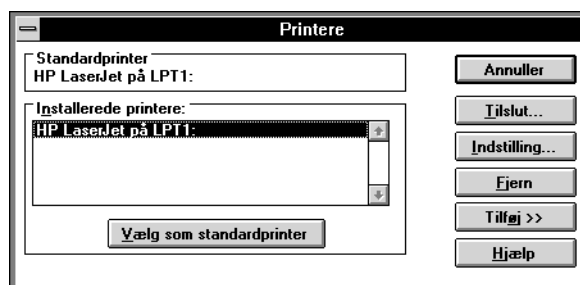 Printere
Standardprinter
HP LaserJet på LPT1:
Installerede printere:
HP LaserJet på LPT1:
Vælg som standardprinter
Annuller
Tilslut...
Indstilling...
Fjern
Tilføj >>
Hjælp